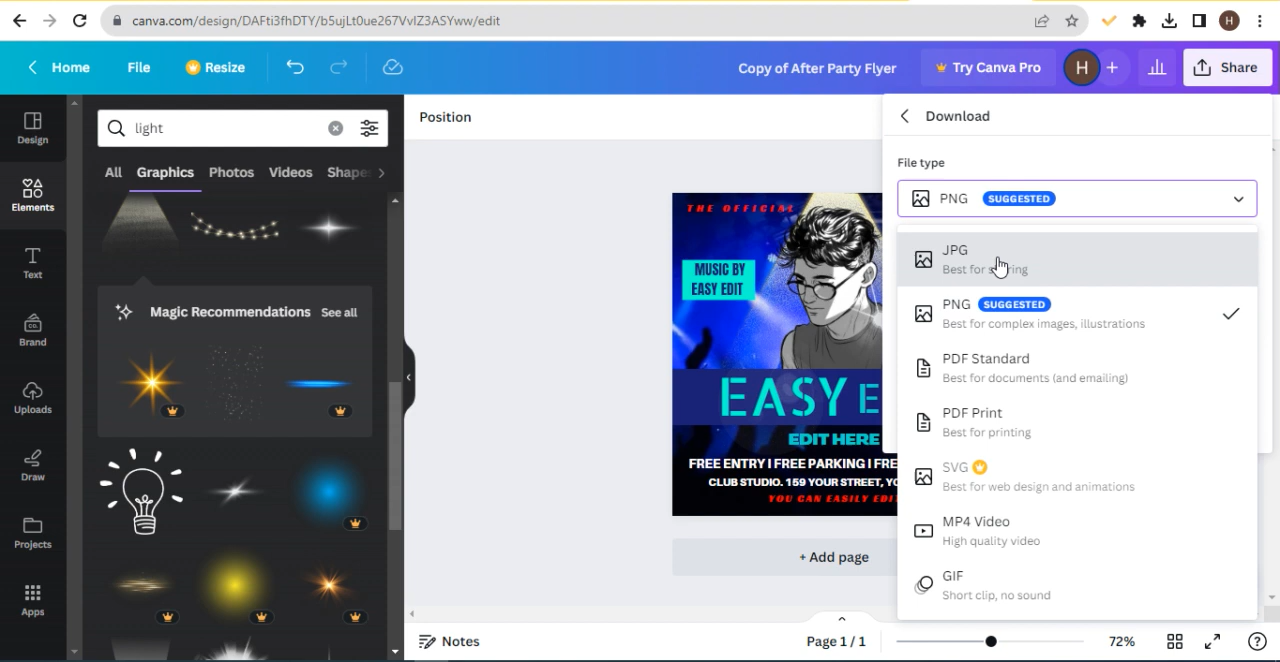 canva.com/design/DAFti3fhDTY/b5ujLt0ue267VvIZ3ASYww/edit
H
Home
File
Resize
Copy of After Party Flyer
Try Canva Pro
H
+
Share
Design
Elements
Text
Brand
CO.
Uploads
Draw
Projects
Apps
light
All
Graphics
Photos
Videos
Shape
Magic Recommendations
See all
Position
THE OFFICIAL
MUSIC BY
EASY EDIT
EASY E
EDIT HERE
FREE ENTRY I FREE PARKING I FRE
CLUB STUDIO. 159 YOUR STREET, YO
YOU CAN EASILY EDI
+ Add page
Download
File type
PNG SUGGESTED
JPG
Best for
PNG SUGGESTED
Best for complex images, illustrations
PDF Standard
Best for documents (and emailing)
PDF Print
Best for printing
SVG
Best for web design and animations
MP4 Video
High quality video
GIF
Short clip, no sound
Notes
Page 1 / 1
72%
?